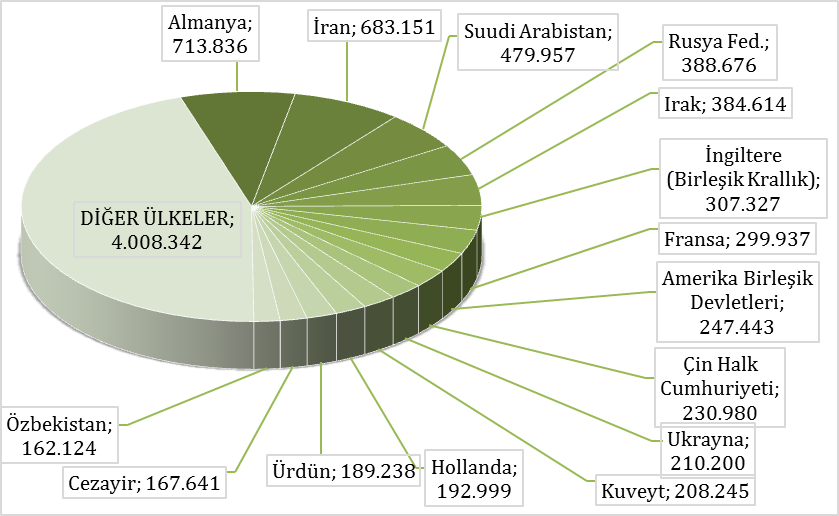 Almanya;
713.836
İran; 683.151
Suudi Arabistan;
479.957
Rusya Fed.;
388.676
Irak; 384.614
İngiltere
(Birleşik Krallık);
307.327
Fransa; 299.937
Amerika Birleşik
Devletleri;
247.443
Çin Halk
Cumhuriyeti;
230.980
Ukrayna;
210.200
Kuveyt; 208.245
Hollanda;
192.999
Ürdün; 189.238
Cezayir; 167.641
Özbekistan;
162.124
DİĞER ÜLKELER;
4.008.342